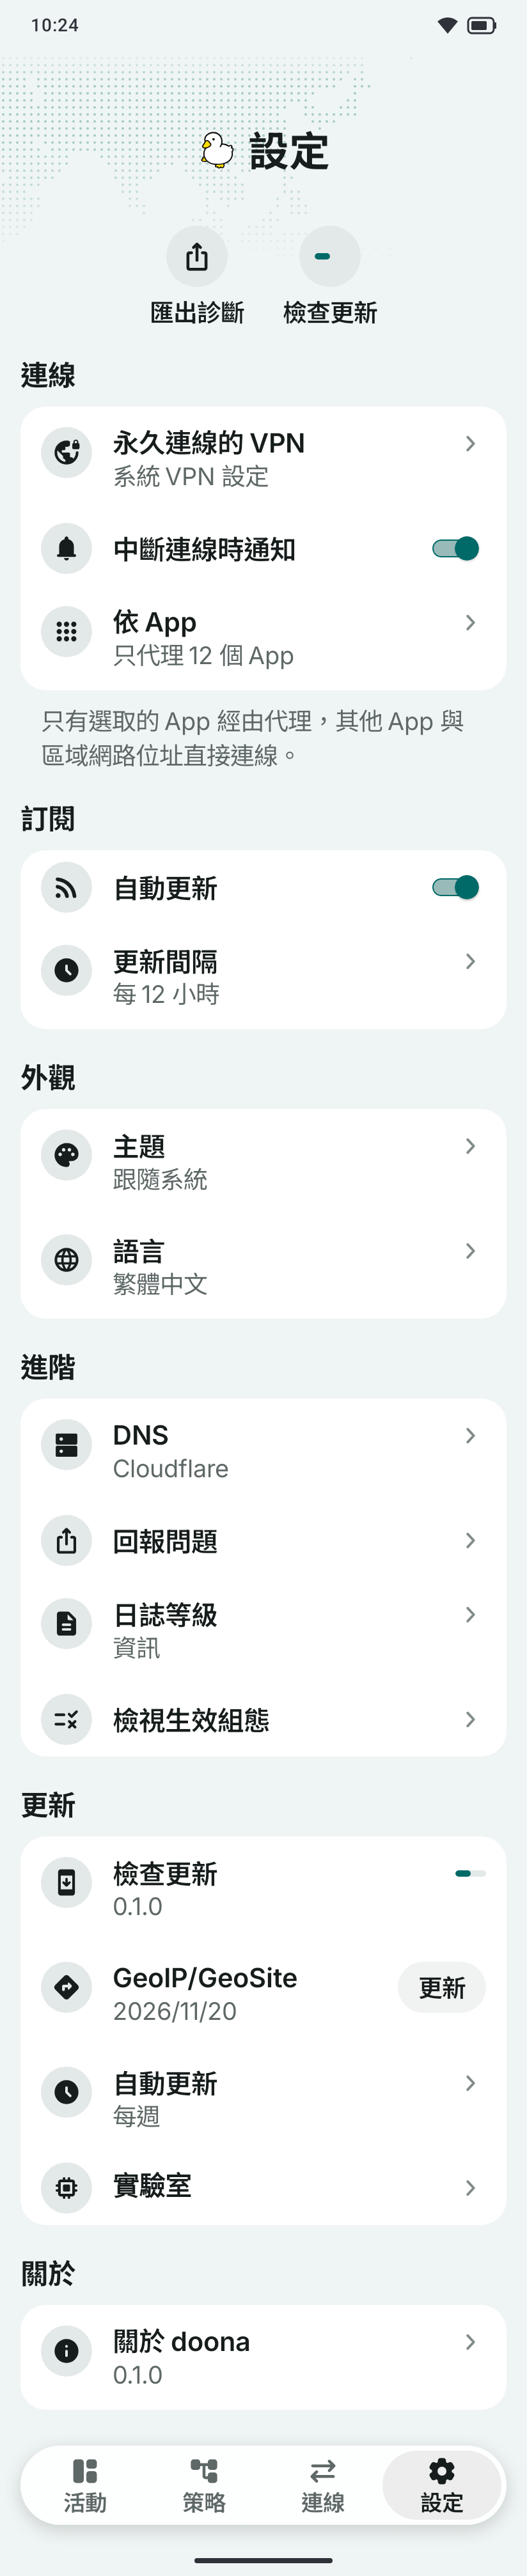 10:24
設定
匯出診斷
檢查更新
連線
永久連線的 VPN
系統 VPN 設定
中斷連線時通知
依 App
只代理 12 個 App
只有選取的 App 經由代理，其他 App 與
區域網路位址直接連線。
訂閱
自動更新
更新間隔
每 12 小時
外觀
主題
跟隨系統
語言
繁體中文
進階
DNS
Cloudflare
回報問題
日誌等級
資訊
檢視生效組態
更新
檢查更新
0.1.0
GeoIP/GeoSite
2026/11/20
更新
自動更新
每週
實驗室
關於
關於 doona
0.1.0
活動
策略
連線
設定